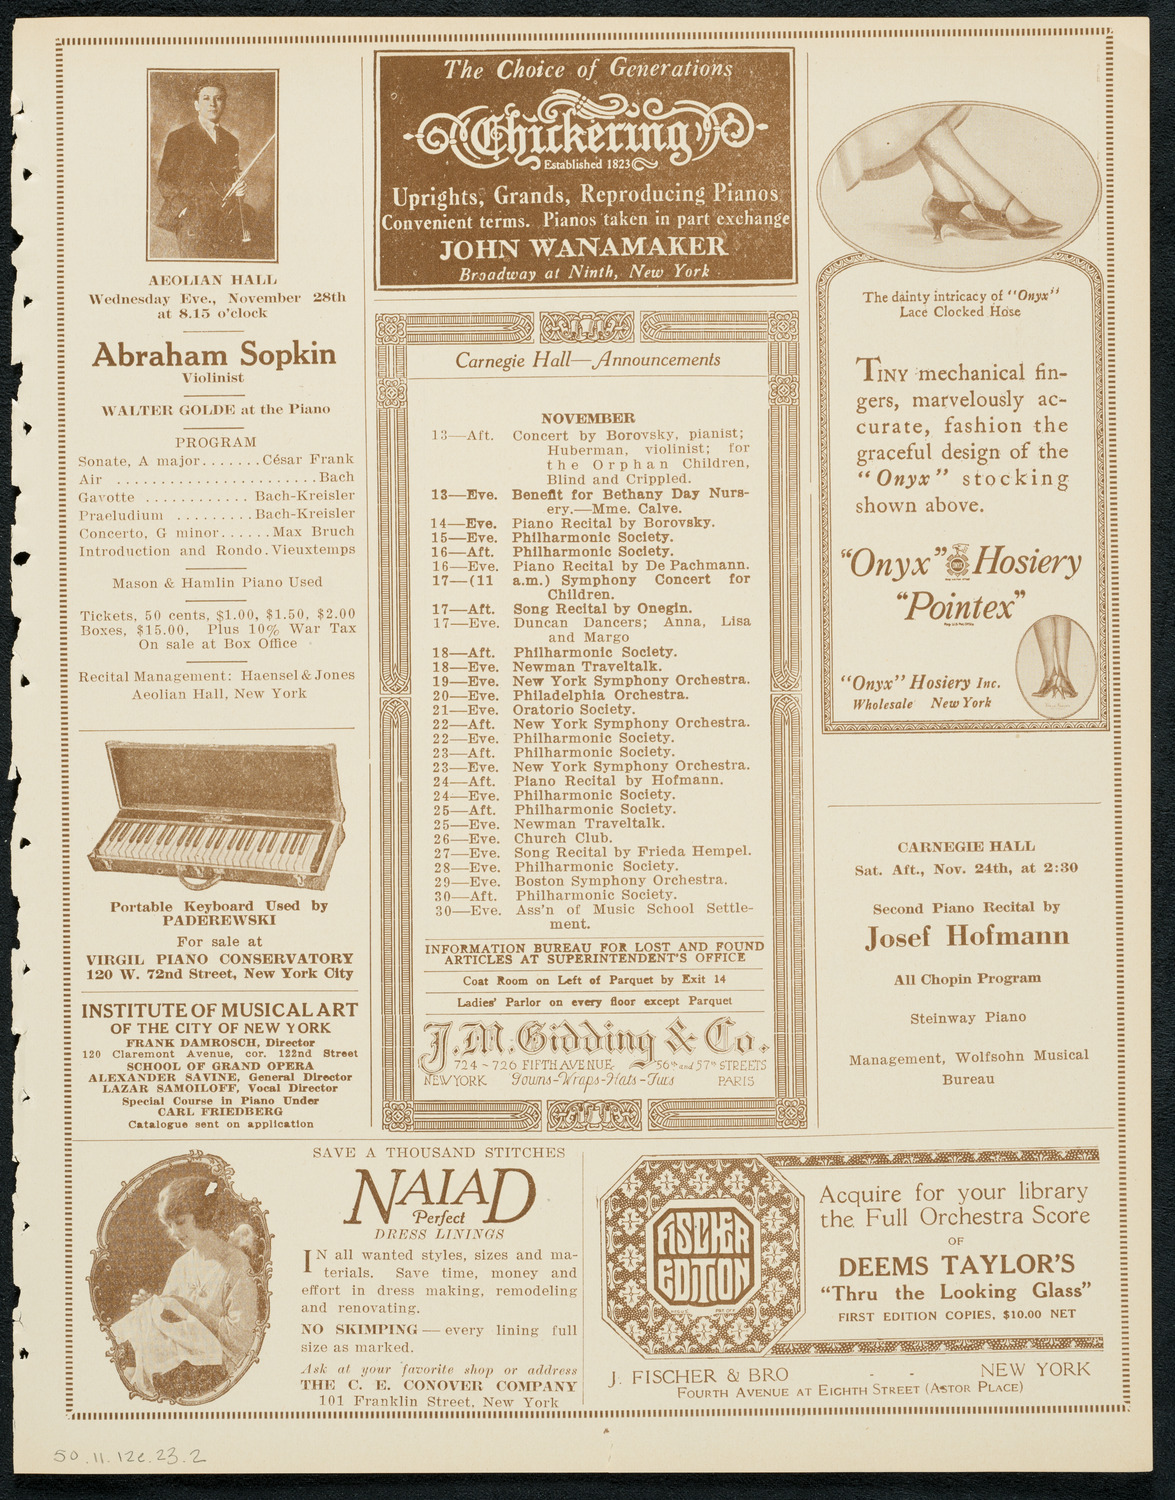 AEOLIAN HALL
Wednesday Eve., November 28th
at 8.15 o'clock
Abraham Sopkin
Violinist
WALTER GOLDE at the Piano
PROGRAM
Sonate, A major.......César Frank
Air ......................Bach
Gavotte ............ Bach-Kreisler
Praeludium .........Bach-Kreisler
Concerto, G minor......Max Bruch
Introduction and Rondo.Vieuxtemps
Mason & Hamlin Piano Used
Tickets, 50 cents, $1.00, $1.50, $2.00
Boxes, $15.00, Plus 10% War Tax
On sale at Box Office
Recital Management: Haensel & Jones
Aeolian Hall, New York
Portable Keyboard Used by
PADEREWSKI
For sale at
VIRGIL PIANO CONSERVATORY
120 W. 72nd Street, New York City
INSTITUTE OF MUSICAL ART
OF THE CITY OF NEW YORK
FRANK DAMROSCH, Director
120 Claremont Avenue, cor. 122nd Street
SCHOOL OF GRAND OPERA
ALEXANDER SAVINE, General Director
LAZAR SAMOILOFF, Vocal Director
Special Course in Piano Under
CARL FRIEDBERG
Catalogue sent on application
The Choice of Generations
Chickering
Established 1823
Uprights, Grands, Reproducing Pianos
Convenient terms. Pianos taken in part exchange
JOHN WANAMAKER
Broadway at Ninth, New York
Carnegie Hall—Announcements
NOVEMBER
13—Aft. Concert by Borovsky, pianist;
Huberman, violinist; for
the Orphan Children,
Blind and Crippled.
13—Eve. Benefit for Bethany Day Nurs-
ery.—Mme. Calve.
14—Eve. Piano Recital by Borovsky.
15—Eve. Philharmonic Society.
16—Aft. Philharmonic Society.
16—Eve. Piano Recital by De Pachmann.
17—(11 a.m.) Symphony Concert for
Children.
17—Aft. Song Recital by Onegin.
17—Eve. Duncan Dancers; Anna, Lisa
and Margo
18—Aft. Philharmonic Society.
18—Eve. Newman Traveltalk.
19—Eve. New York Symphony Orchestra.
20—Eve. Philadelphia Orchestra.
21—Eve. Oratorio Society.
22—Aft. New York Symphony Orchestra.
22—Eve. Philharmonic Society.
23—Aft. Philharmonic Society.
23—Eve. New York Symphony Orchestra.
24—Aft. Piano Recital by Hofmann.
24—Eve. Philharmonic Society.
25—Aft. Philharmonic Society.
25—Eve. Newman Traveltalk.
26—Eve. Church Club.
27—Eve. Song Recital by Frieda Hempel.
28—Eve. Philharmonic Society.
29—Eve. Boston Symphony Orchestra.
30—Aft. Philharmonic Society.
30—Eve. Ass'n of Music School Settle-
ment.
INFORMATION BUREAU FOR LOST AND FOUND
ARTICLES AT SUPERINTENDENT'S OFFICE
Coat Room on Left of Parquet by Exit 14
Ladies' Parlor on every floor except Parquet
J. M. Gidding & Co.
724 ~ 726 FIFTH AVENUE 56th and 57th STREETS
NEW YORK Gowns-Wraps-Hats-Furs PARIS
The dainty intricacy of "Onyx"
Lace Clocked Hose
TINY mechanical fin-
gers, marvelously ac-
curate, fashion the
graceful design of the
"Onyx" stocking
shown above.
"Onyx" Hosiery
"Pointex"
"Onyx" Hosiery Inc.
Wholesale New York
CARNEGIE HALL
Sat. Aft., Nov. 24th, at 2:30
Second Piano Recital by
Josef Hofmann
All Chopin Program
Steinway Piano
Management, Wolfsohn Musical
Bureau
SAVE A THOUSAND STITCHES
NAIAD
Perfect
DRESS LININGS
IN all wanted styles, sizes and ma-
terials. Save time, money and
effort in dress making, remodeling
and renovating.
NO SKIMPING — every lining full
size as marked.
Ask at your favorite shop or address
THE C. E. CONOVER COMPANY
101 Franklin Street, New York
FISCHER
EDITION
Acquire for your library
the Full Orchestra Score
OF
DEEMS TAYLOR'S
"Thru the Looking Glass"
FIRST EDITION COPIES, $10.00 NET
J. FISCHER & BRO - - NEW YORK
FOURTH AVENUE AT EIGHTH STREET (ASTOR PLACE)
50.11.12e.23.2